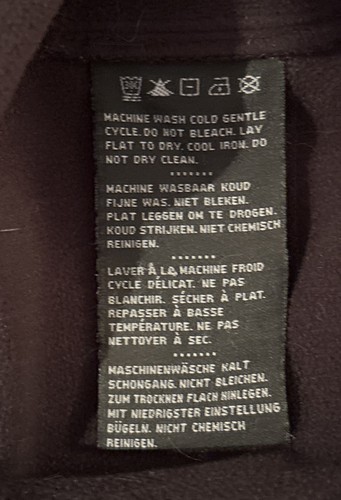 30C
MACHINE WASH COLD GENTLE
CYCLE. DO NOT BLEACH. LAY
FLAT TO DRY. COOL IRON. DO
NOT DRY CLEAN.
MACHINE WASBAAR KOUD
FIJNE WAS. NIET BLEKEN.
PLAT LEGGEN OM TE DROGEN.
KOUD STRIJKEN. NIET CHEMISCH
REINIGEN.
LAVER À LA MACHINE FROID
CYCLE DÉLICAT. NE PAS
BLANCHIR. SÉCHER À PLAT.
REPASSER À BASSE
TEMPÉRATURE. NE PAS
NETTOYER À SEC.
MASCHINENWÄSCHE KALT
SCHONGANG. NICHT BLEICHEN.
ZUM TROCKNEN FLACH HINLEGEN.
MIT NIEDRIGSTER EINSTELLUNG
BÜGELN. NICHT CHEMISCH
REINIGEN.